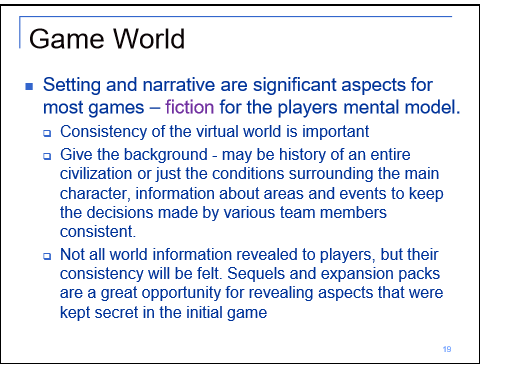 Game World
Setting and narrative are significant aspects for
most games – fiction for the players mental model.
Consistency of the virtual world is important
Give the background - may be history of an entire
civilization or just the conditions surrounding the main
character, information about areas and events to keep
the decisions made by various team members
consistent.
Not all world information revealed to players, but their
consistency will be felt. Sequels and expansion packs
are a great opportunity for revealing aspects that were
kept secret in the initial game
19